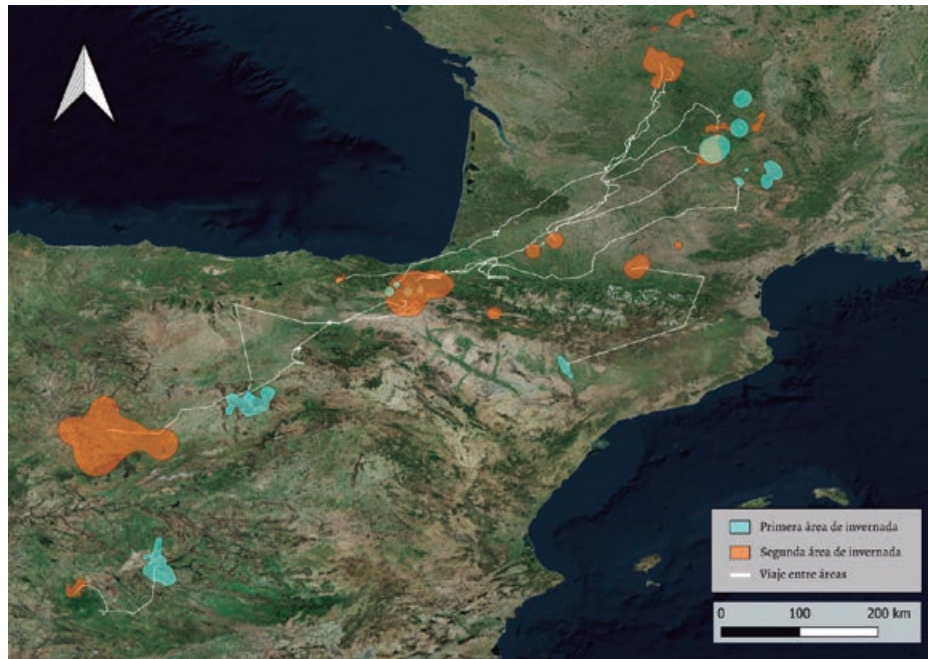 Primera área de invernada
Segunda área de invernada
Viaje entre áreas
0 100 200 km